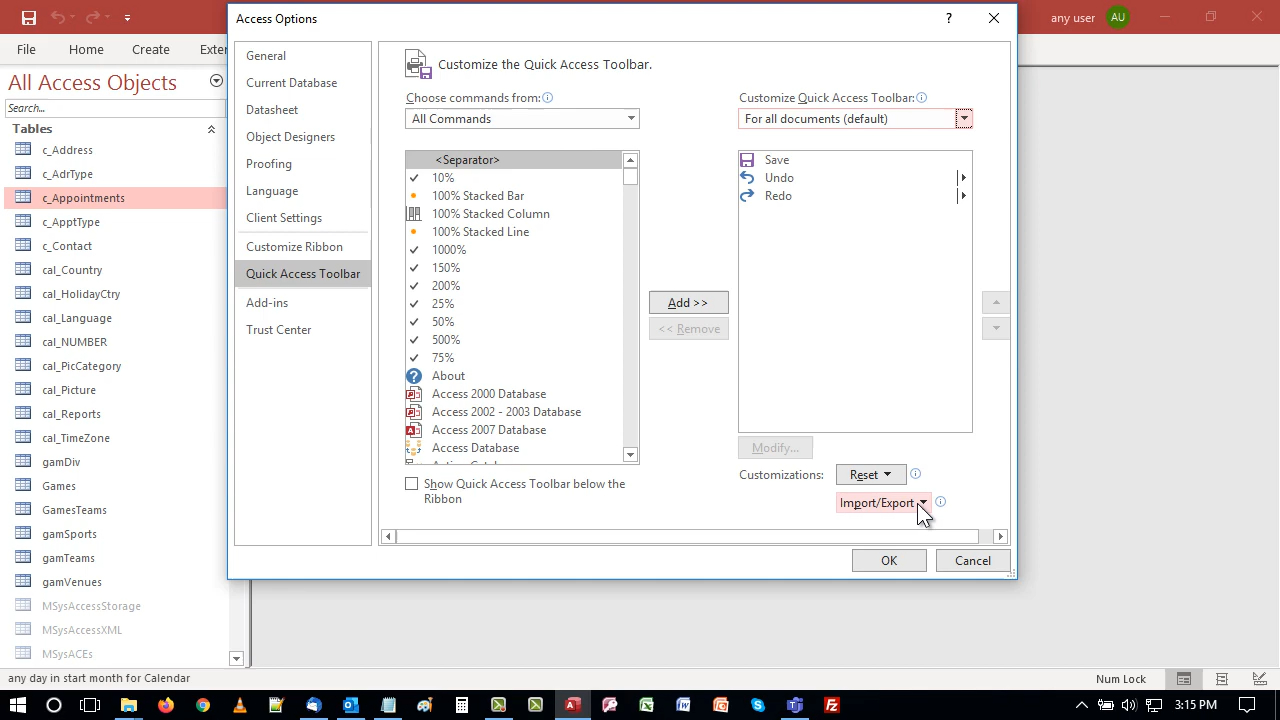 any user
AU
File
Home
Create
Exter
Access Options
?
General
Current Database
Datasheet
Object Designers
Proofing
Language
Client Settings
Customize Ribbon
Quick Access Toolbar
Add-ins
Trust Center
Customize the Quick Access Toolbar.
Choose commands from:
All Commands
Customize Quick Access Toolbar:
For all documents (default)
<Separator>
10%
100% Stacked Bar
100% Stacked Column
100% Stacked Line
1000%
150%
200%
25%
50%
500%
75%
About
Access 2000 Database
Access 2002 - 2003 Database
Access 2007 Database
Access Database
Add >>
<< Remove
Save
Undo
Redo
Modify...
Show Quick Access Toolbar below the
Ribbon
Customizations:
Reset
Import/Export
OK
Cancel
All Access Objects
Search...
Tables
c_Address
c_AdrType
c_Appointments
c_ApptType
c_Contact
cal_Country
cal_HolidayCtry
cal_Language
cal_NUMBER
cal_PicCategory
cal_Picture
cal_Reports
cal_TimeZone
gamDiv
Games
GamesTeams
gamSports
gamTeams
gamVenues
MSysAccessStorage
MSysAccessXML
MSysACEs
any day in start month for Calendar
Num Lock
3:15 PM